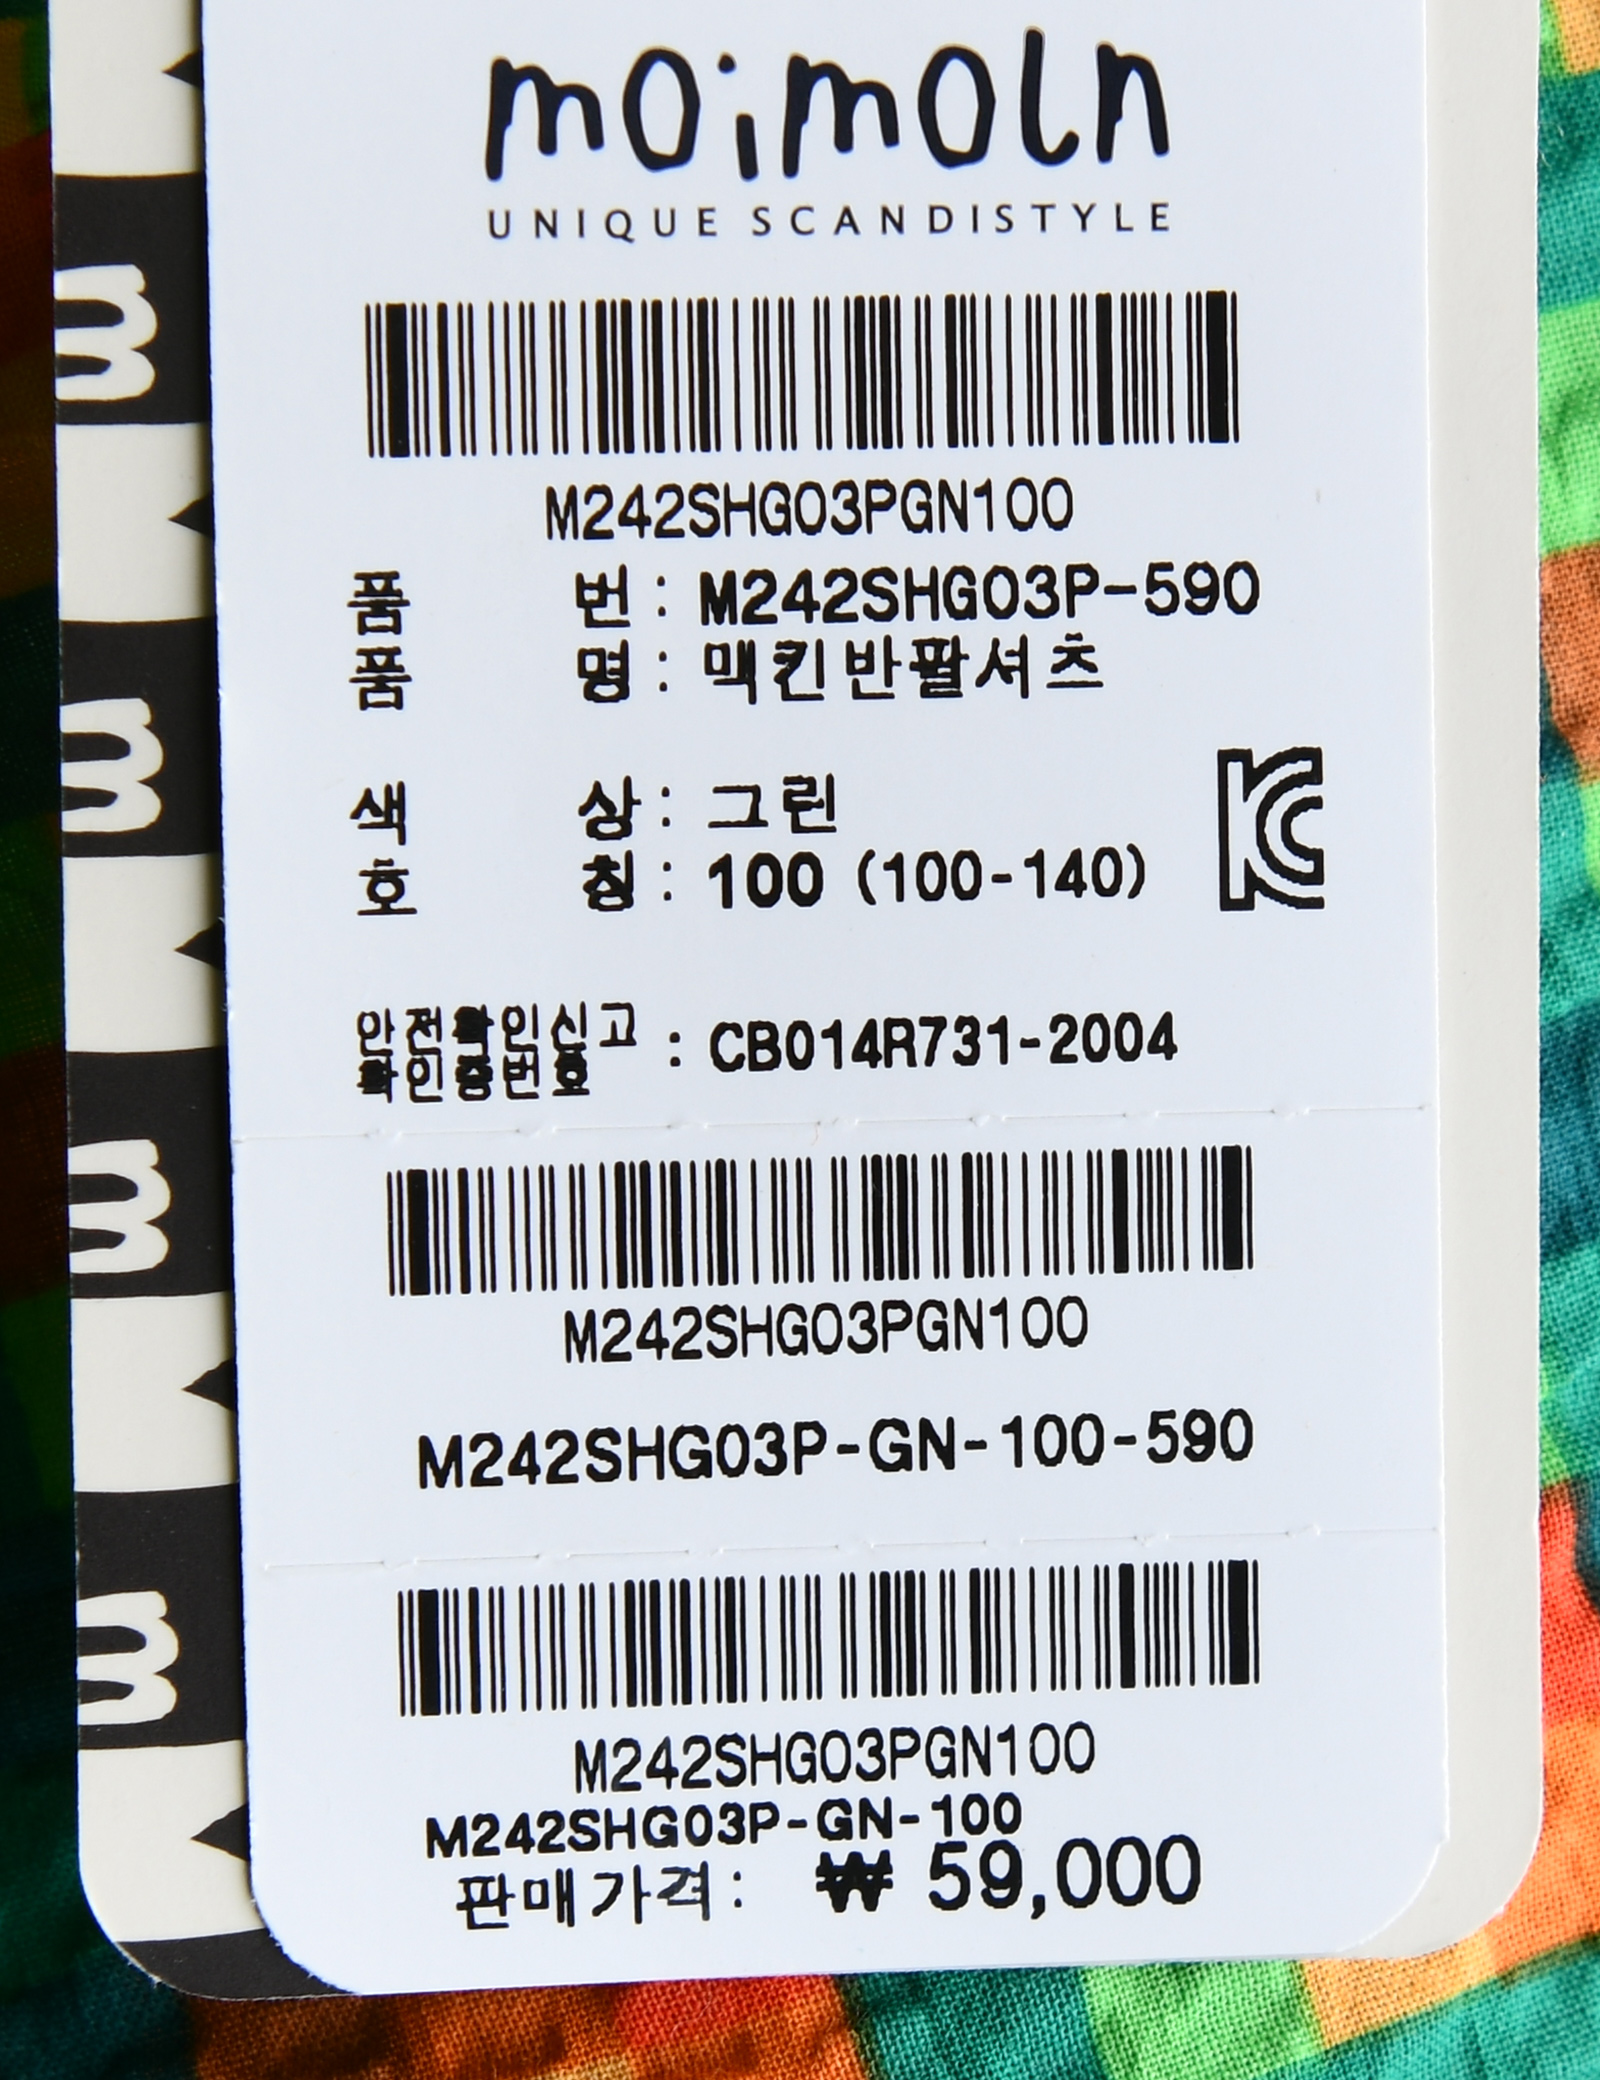 moimoln
UNIQUE SCANDISTYLE
M242SHG03PGN100
품 번 : M242SHG03P-590
품 명 : 맥킨반팔셔츠
색 상 : 그린
호 칭 : 100 (100-140)
안전확인신고
확인증번호 : CB014R731-2004
M242SHG03PGN100
M242SHG03P-GN-100-590
M242SHG03PGN100
M242SHG03P-GN-100
판매가격 : ₩ 59,000